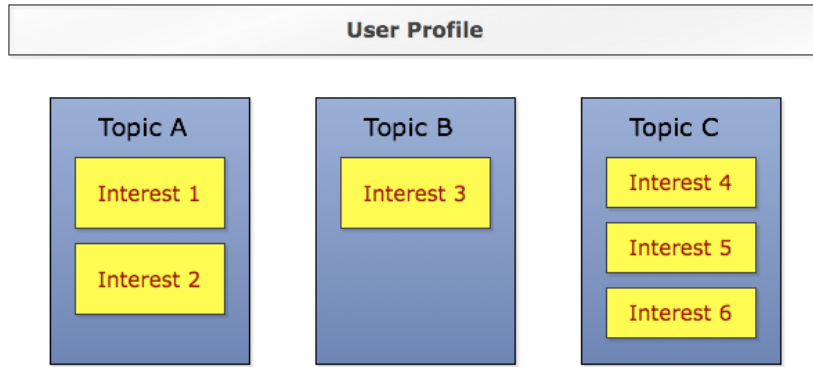 User Profile
Topic A
Interest 1
Interest 2
Topic B
Interest 3
Topic C
Interest 4
Interest 5
Interest 6